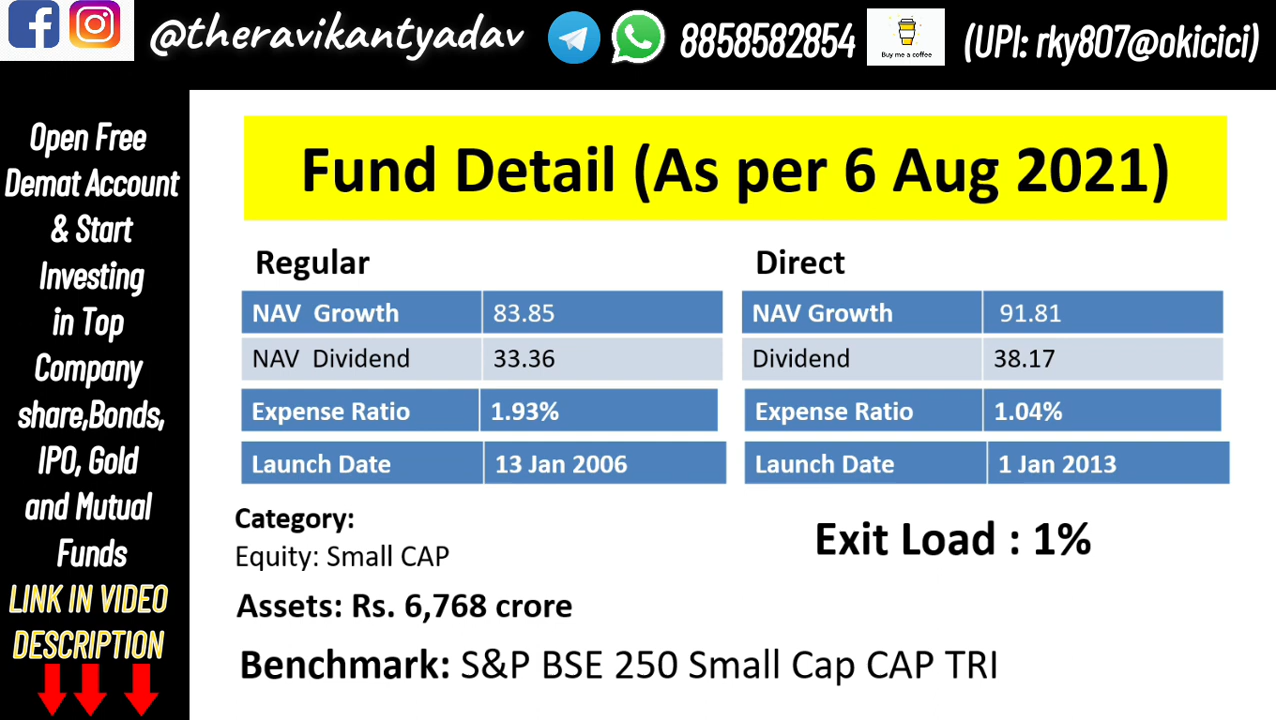 @theravikantyadav 8858582854 Buy me a coffee (UPI: rky807@okicici)
Open Free
Demat Account
& Start
Investing
in Top
Company
share,Bonds,
IPO, Gold
and Mutual
Funds
LINK IN VIDEO
DESCRIPTION
Fund Detail (As per 6 Aug 2021)
Regular Direct
NAV Growth 83.85 NAV Growth 91.81
NAV Dividend 33.36 Dividend 38.17
Expense Ratio 1.93% Expense Ratio 1.04%
Launch Date 13 Jan 2006 Launch Date 1 Jan 2013
Category:
Equity: Small CAP
Exit Load : 1%
Assets: Rs. 6,768 crore
Benchmark: S&P BSE 250 Small Cap CAP TRI